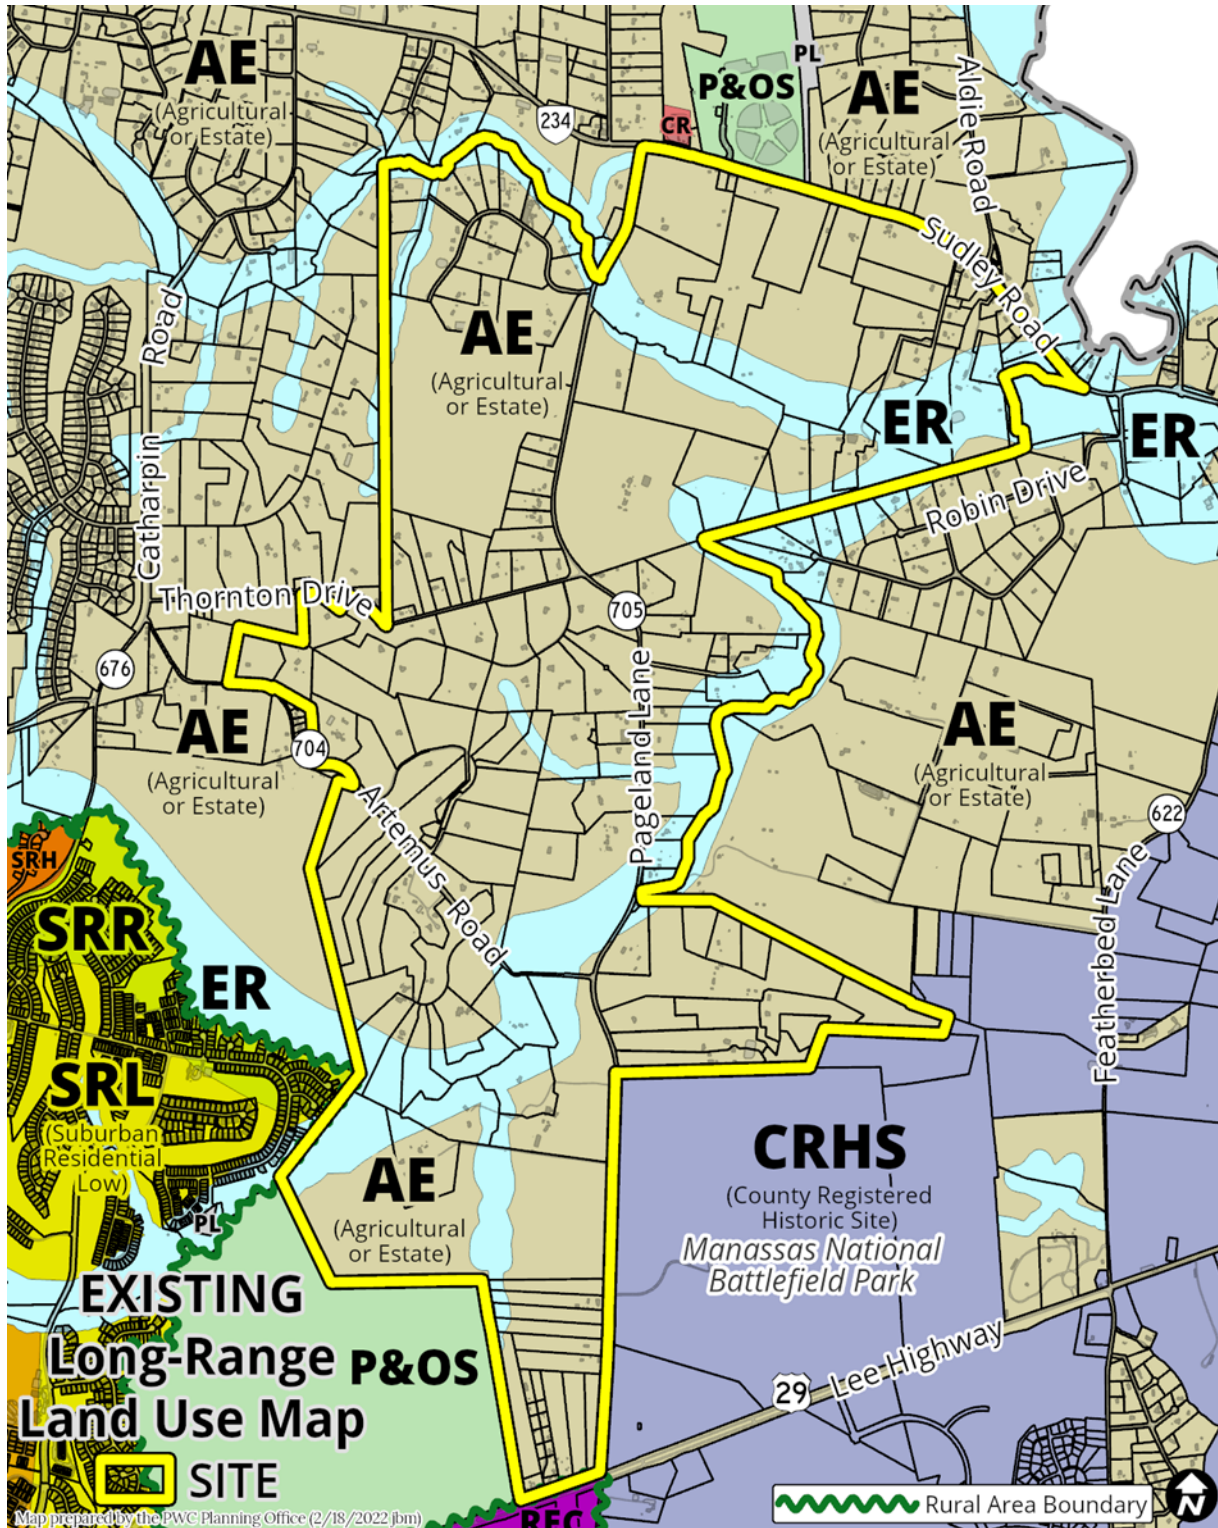 AE
(Agricultural
or Estate)
234
CR
P&OS
PL
AE
(Agricultural
or Estate)
Aldie Road
Sudley Road
Catharpin Road
AE
(Agricultural
or Estate)
ER
ER
Robin Drive
Thornton Drive
705
676
AE
(Agricultural
or Estate)
704
Pageland Lane
AE
(Agricultural
or Estate)
622
Artemus Road
SRH
SRR
ER
Featherbed Lane
SRL
(Suburban
Residential
Low)
PL
AE
(Agricultural
or Estate)
CRHS
(County Registered
Historic Site)
Manassas National
Battlefield Park
EXISTING
Long-Range
Land Use Map
P&OS
29
Lee Highway
SITE
Map prepared by the PWC Planning Office (2/18/2022 jbm)
REC
Rural Area Boundary
N